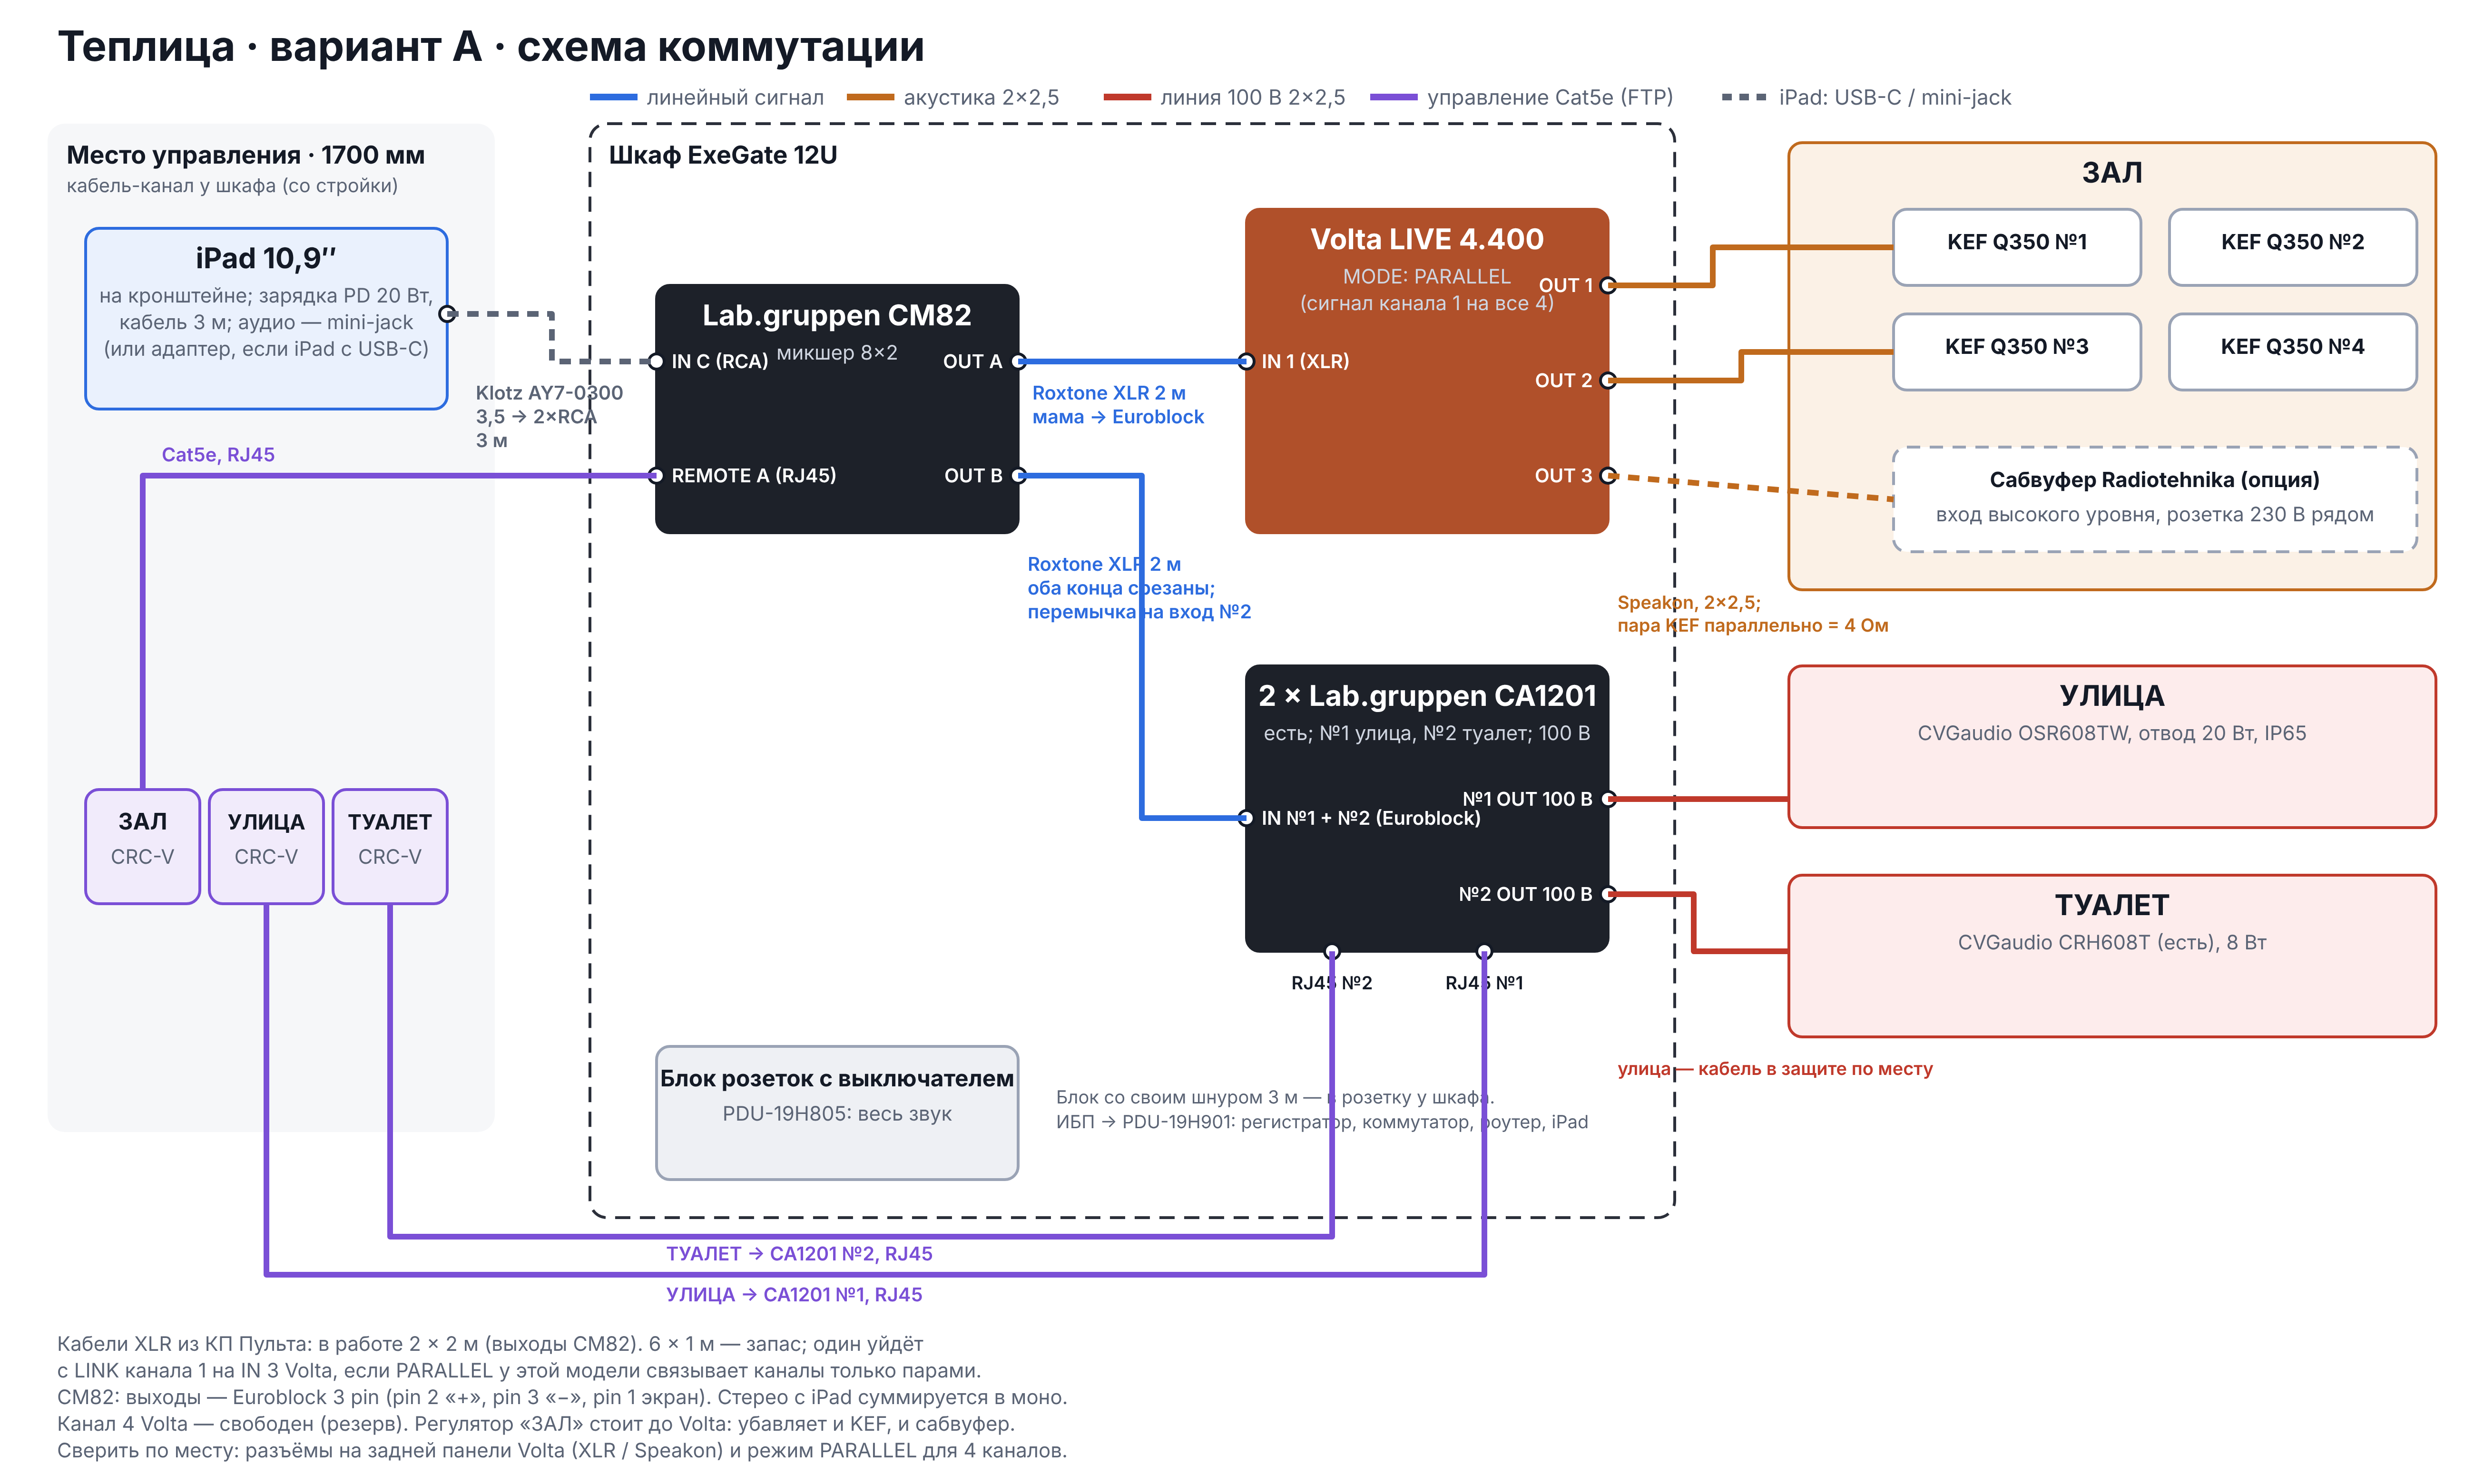 Теплица · вариант А · схема коммутации
линейный сигнал
акустика 2×2,5
линия 100 В 2×2,5
управление Cat5e (FTP)
iPad: USB-C / mini-jack
Место управления · 1700 мм
кабель-канал у шкафа (со стройки)
iPad 10,9″
на кронштейне; зарядка PD 20 Вт,
кабель 3 м; аудио — mini-jack
(или адаптер, если iPad с USB-C)
Klotz AY7-0300
3,5 → 2×RCA
3 м
Cat5e, RJ45
ЗАЛ
CRC-V
УЛИЦА
CRC-V
ТУАЛЕТ
CRC-V
Шкаф ExeGate 12U
Lab.gruppen CM82
микшер 8×2
IN C (RCA)
OUT A
REMOTE A (RJ45)
OUT B
Roxtone XLR 2 м
мама → Euroblock
Roxtone XLR 2 м
оба конца срезаны;
перемычка на вход №2
Volta LIVE 4.400
MODE: PARALLEL
(сигнал канала 1 на все 4)
OUT 1
IN 1 (XLR)
OUT 2
OUT 3
2 × Lab.gruppen CA1201
есть; №1 улица, №2 туалет; 100 В
№1 OUT 100 В
IN №1 + №2 (Euroblock)
№2 OUT 100 В
RJ45 №2
RJ45 №1
Блок розеток с выключателем
PDU-19H805: весь звук
Блок со своим шнуром 3 м — в розетку у шкафа.
ИБП → PDU-19H901: регистратор, коммутатор, роутер, iPad
ЗАЛ
KEF Q350 №1
KEF Q350 №2
KEF Q350 №3
KEF Q350 №4
Сабвуфер Radiotehnika (опция)
вход высокого уровня, розетка 230 В рядом
Speakon, 2×2,5;
пара KEF параллельно = 4 Ом
УЛИЦА
CVGaudio OSR608TW, отвод 20 Вт, IP65
ТУАЛЕТ
CVGaudio CRH608T (есть), 8 Вт
улица — кабель в защите по месту
ТУАЛЕТ → CA1201 №2, RJ45
УЛИЦА → CA1201 №1, RJ45
Кабели XLR из КП Пульта: в работе 2 × 2 м (выходы CM82). 6 × 1 м — запас; один уйдёт
с LINK канала 1 на IN 3 Volta, если PARALLEL у этой модели связывает каналы только парами.
CM82: выходы — Euroblock 3 pin (pin 2 «+», pin 3 «−», pin 1 экран). Стерео с iPad суммируется в моно.
Канал 4 Volta — свободен (резерв). Регулятор «ЗАЛ» стоит до Volta: убавляет и KEF, и сабвуфер.
Сверить по месту: разъёмы на задней панели Volta (XLR / Speakon) и режим PARALLEL для 4 каналов.